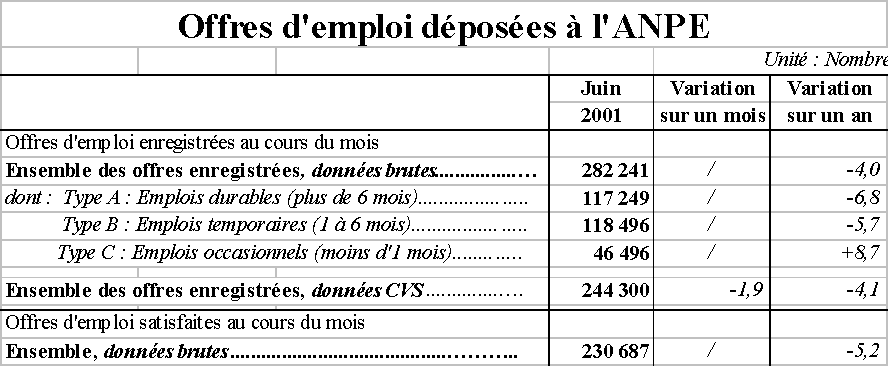 Offres d'emploi déposées à l'ANPE
Unité : Nombre
Juin Variation Variation
2001 sur un mois sur un an
Offres d'emploi enregistrées au cours du mois
Ensemble des offres enregistrées, données brutes.................… 282 241 / -4,0
dont : Type A : Emplois durables (plus de 6 mois)...................... 117 249 / -6,8
Type B : Emplois temporaires (1 à 6 mois)....................... 118 496 / -5,7
Type C : Emplois occasionnels (moins d'1 mois)............. 46 496 / +8,7
Ensemble des offres enregistrées, données CVS.................... 244 300 -1,9 -4,1
Offres d'emploi satisfaites au cours du mois
Ensemble, données brutes.......................................………... 230 687 / -5,2